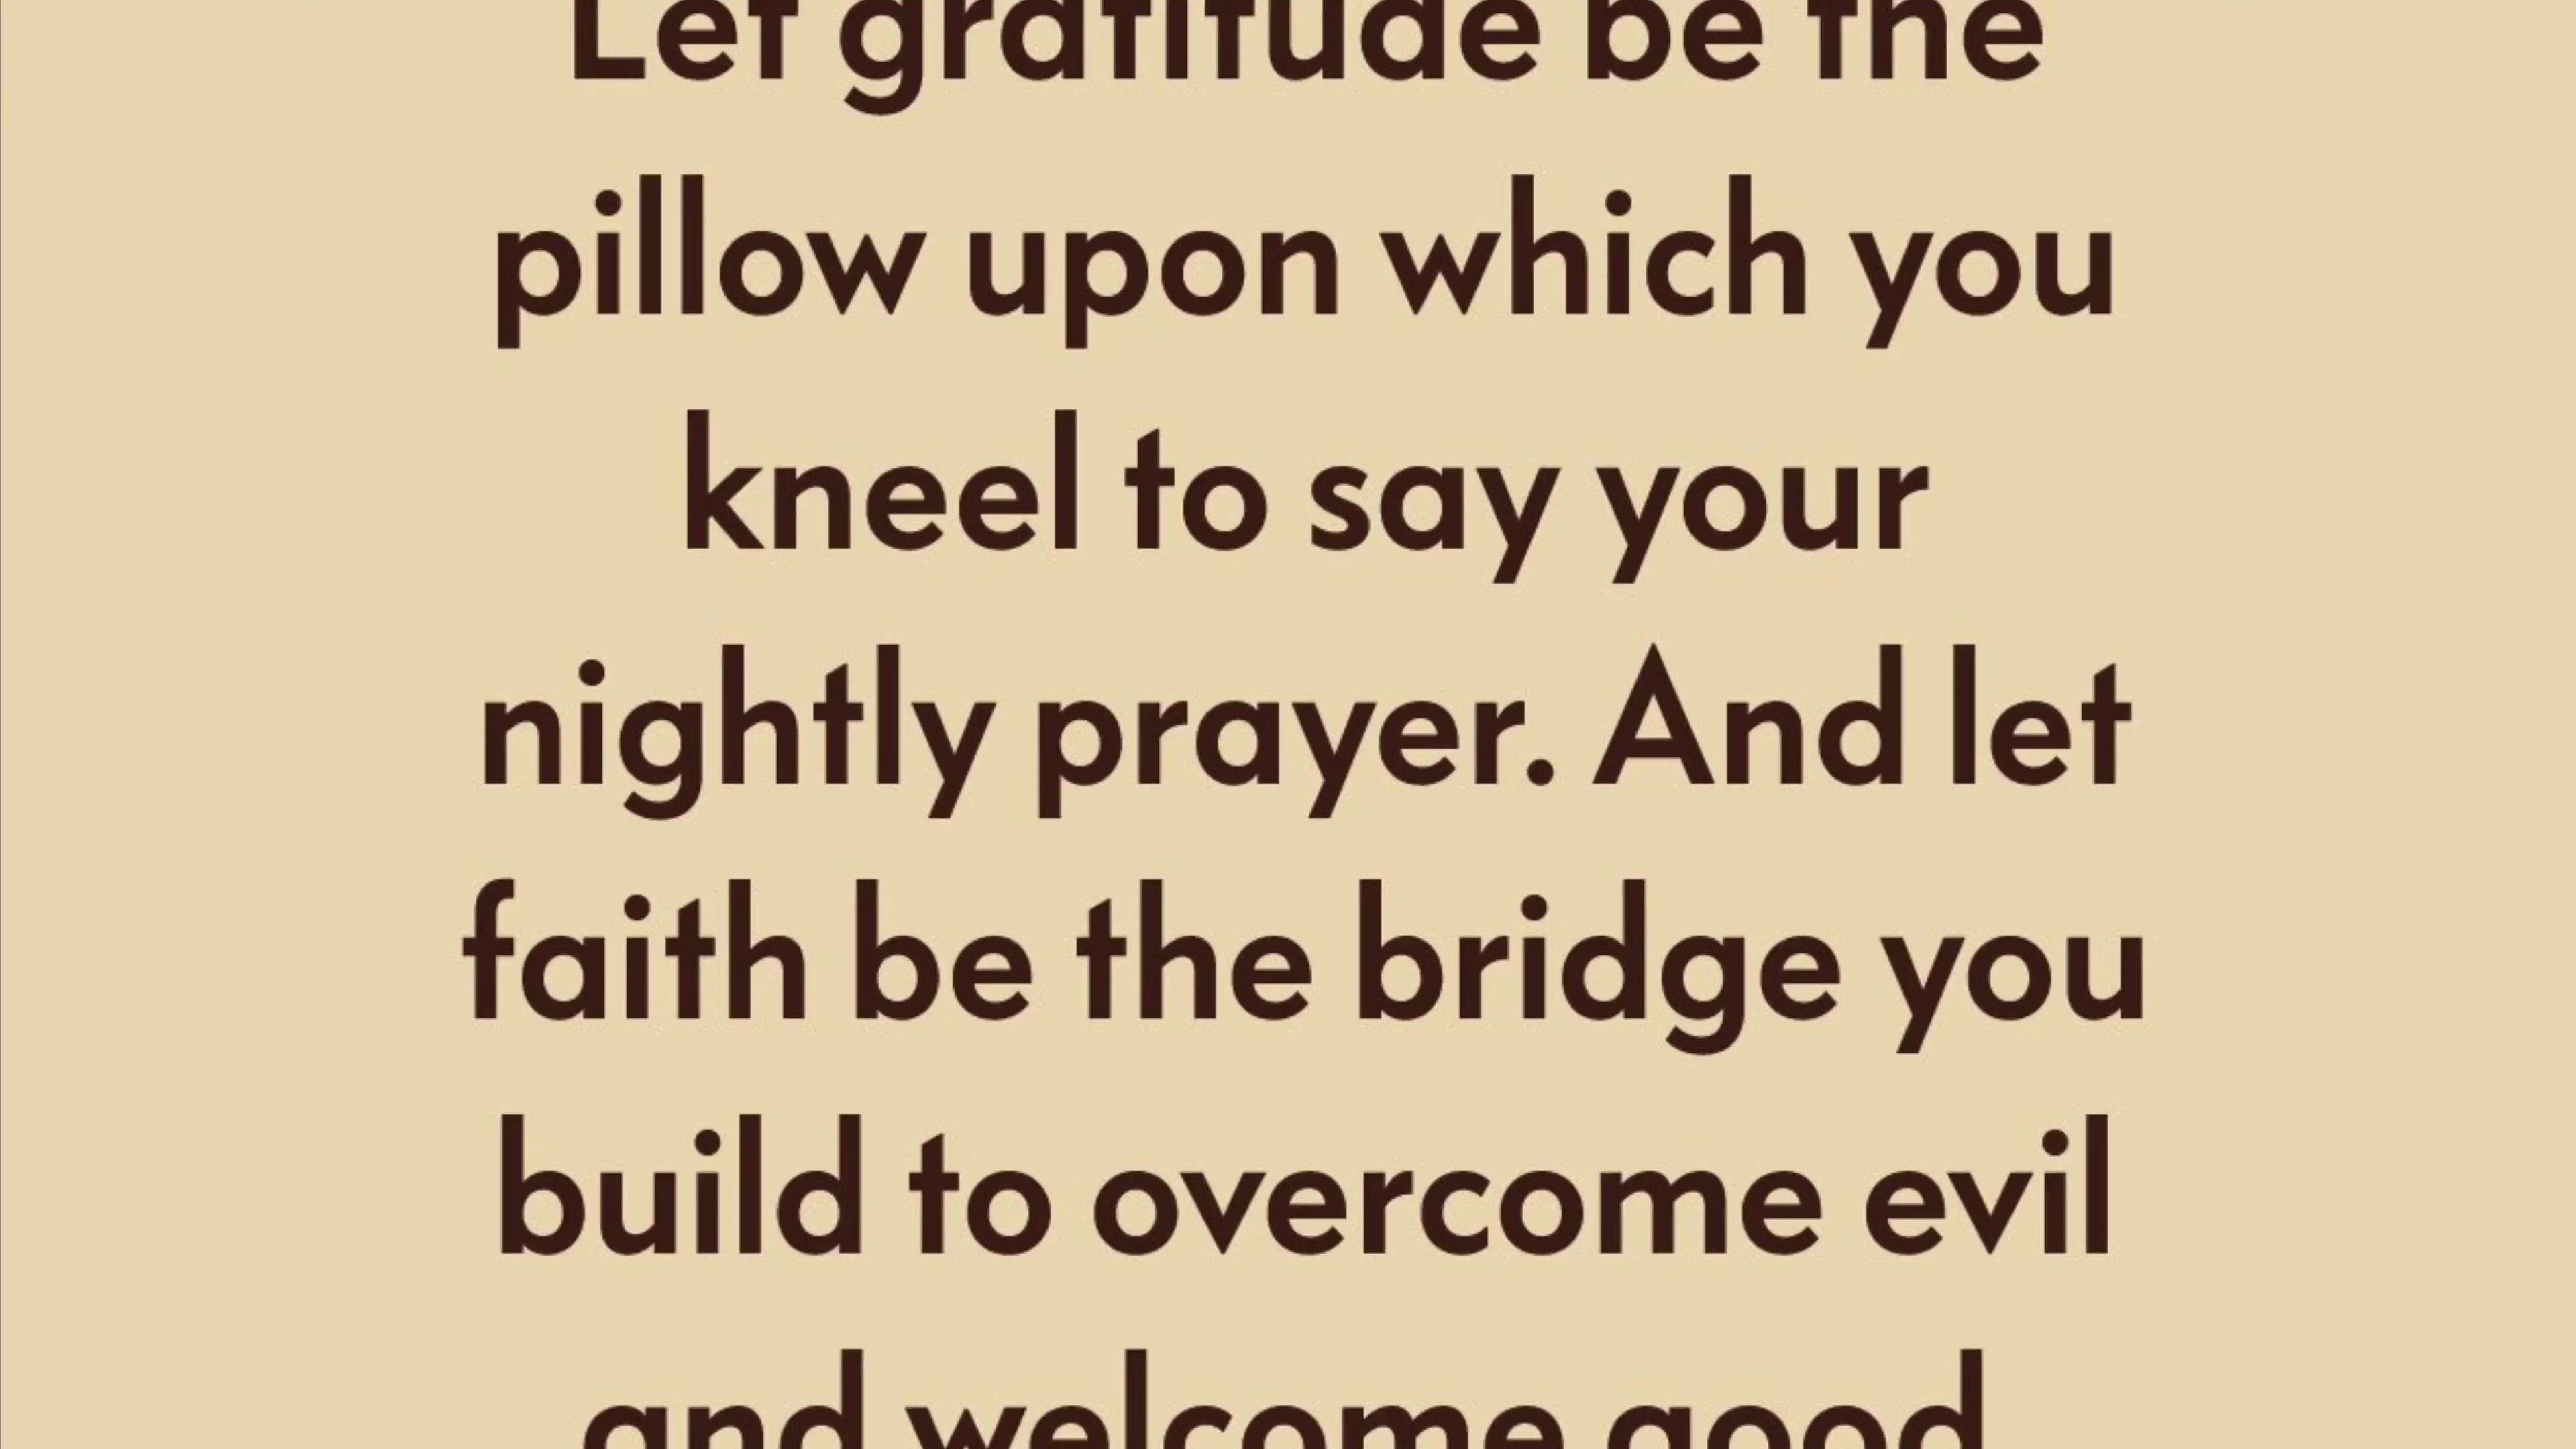 Let gratitude be the
pillow upon which you
kneel to say your
nightly prayer. And let
faith be the bridge you
build to overcome evil
and welcome good